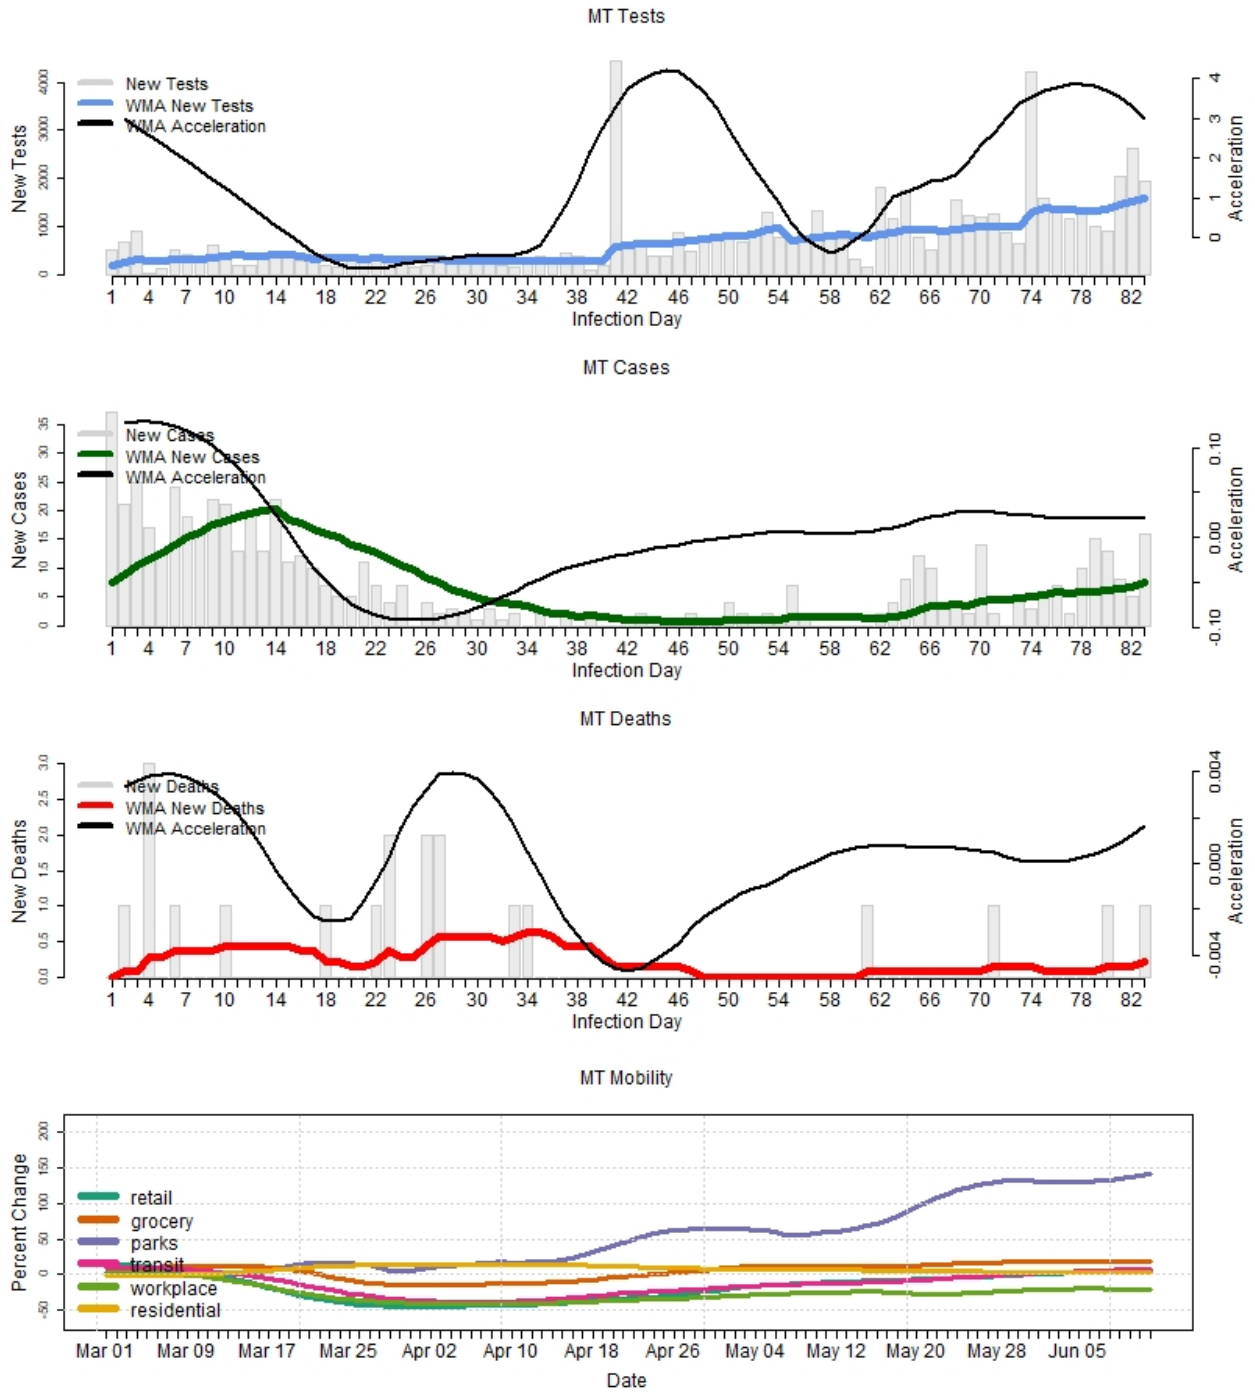 MT Tests
New Tests
WMA New Tests
WMA Acceleration
New Tests
Acceleration
0 1000 2000 3000 4000
0 1 2 3 4
1 4 7 10 14 18 22 26 30 34 38 42 46 50 54 58 62 66 70 74 78 82
Infection Day
MT Cases
New Cases
WMA New Cases
WMA Acceleration
New Cases
Acceleration
0 5 10 15 20 25 30 35
-0.10 0.00 0.10
1 4 7 10 14 18 22 26 30 34 38 42 46 50 54 58 62 66 70 74 78 82
Infection Day
MT Deaths
New Deaths
WMA New Deaths
WMA Acceleration
New Deaths
Acceleration
0.0 0.5 1.0 1.5 2.0 2.5 3.0
-0.004 0.000 0.004
1 4 7 10 14 18 22 26 30 34 38 42 46 50 54 58 62 66 70 74 78 82
Infection Day
MT Mobility
Percent Change
-50 0 50 100 150 200
retail
grocery
parks
transit
workplace
residential
Mar 01 Mar 09 Mar 17 Mar 25 Apr 02 Apr 10 Apr 18 Apr 26 May 04 May 12 May 20 May 28 Jun 05
Date